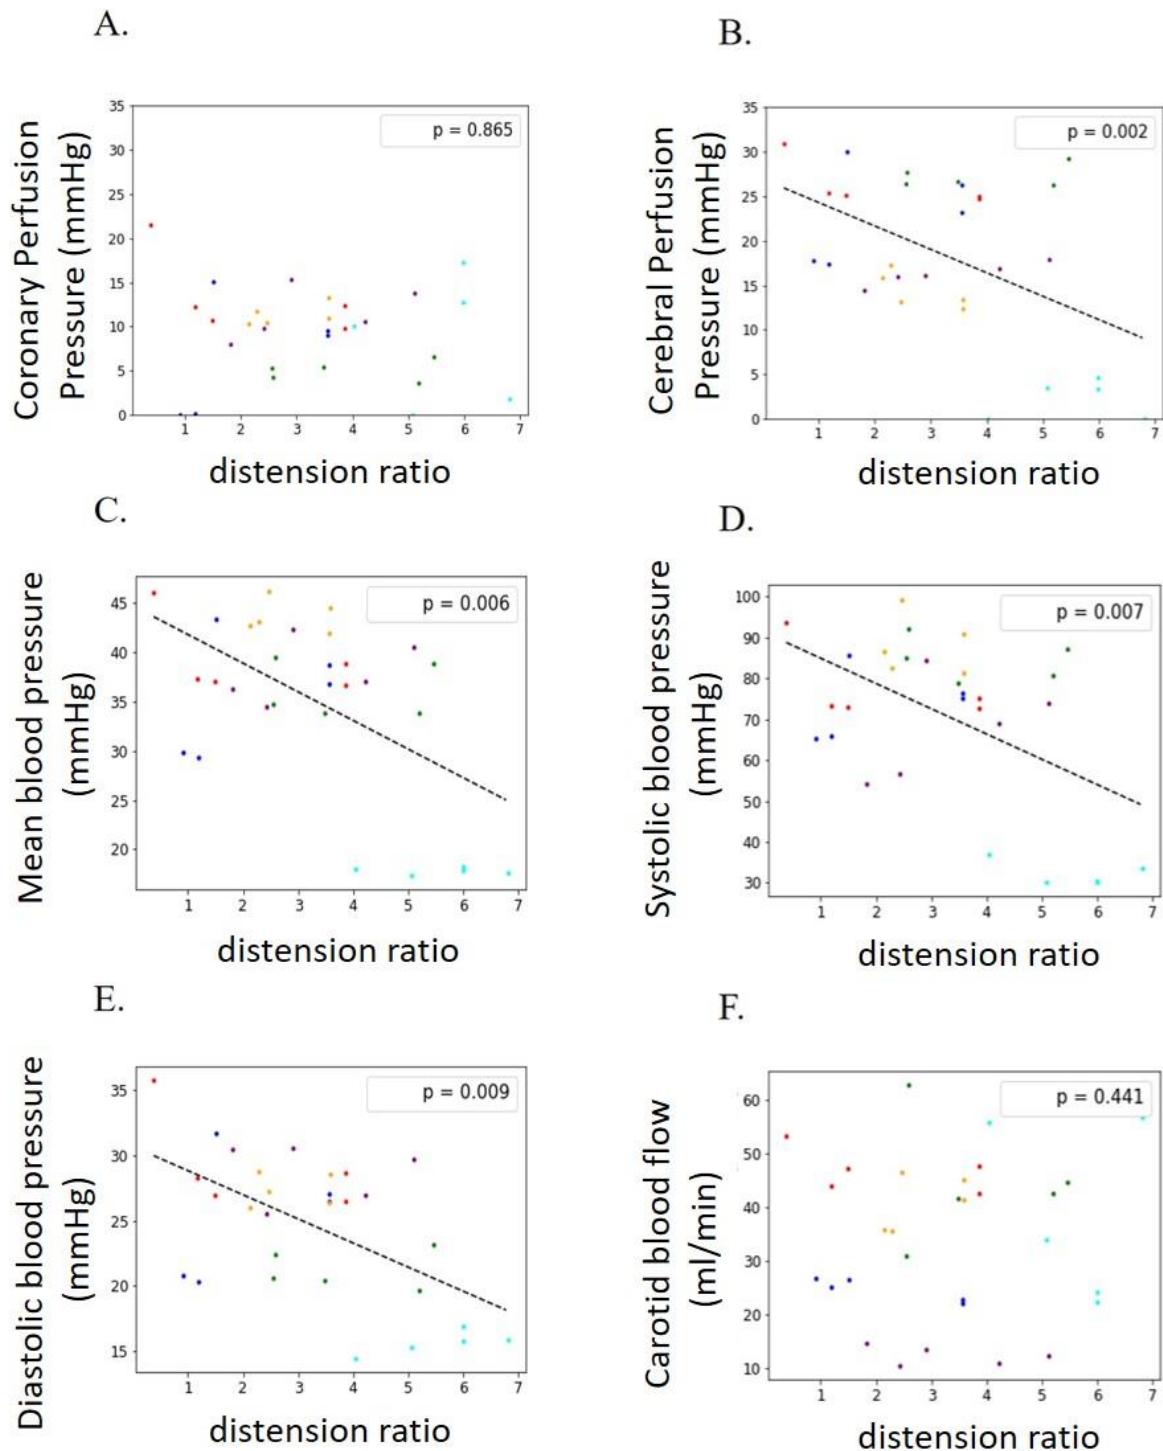 A.
Coronary Perfusion
Pressure (mmHg)
35
30
25
20
15
10
5
0
p = 0.865
1 2 3 4 5 6 7
distension ratio
B.
Cerebral Perfusion
Pressure (mmHg)
35
30
25
20
15
10
5
0
p = 0.002
1 2 3 4 5 6 7
distension ratio
C.
Mean blood pressure
(mmHg)
45
40
35
30
25
20
p = 0.006
1 2 3 4 5 6 7
distension ratio
D.
Systolic blood pressure
(mmHg)
100
90
80
70
60
50
40
30
p = 0.007
1 2 3 4 5 6 7
distension ratio
E.
Diastolic blood pressure
(mmHg)
35
30
25
20
15
p = 0.009
1 2 3 4 5 6 7
distension ratio
F.
Carotid blood flow
(ml/min)
60
50
40
30
20
10
p = 0.441
1 2 3 4 5 6 7
distension ratio